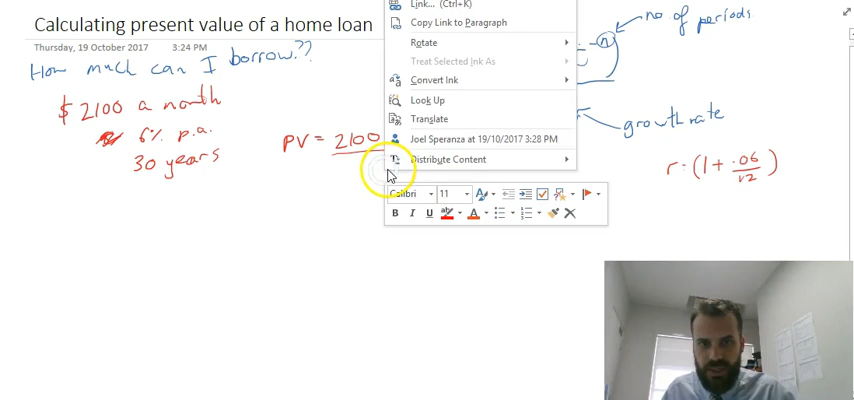 Calculating present value of a home loan
Thursday, 19 October 2017 3:24 PM
How much can I borrow??
$2100 a month
6% p.a.
30 years
PV = 2100
Link... (Ctrl+K)
Copy Link to Paragraph
Rotate
Treat Selected Ink As
Convert Ink
Look Up
Translate
Joel Speranza at 19/10/2017 3:28 PM
Distribute Content
Calibri 11
B I U ab A
no. of periods
n
growth rate
r = (1 + .06/12)